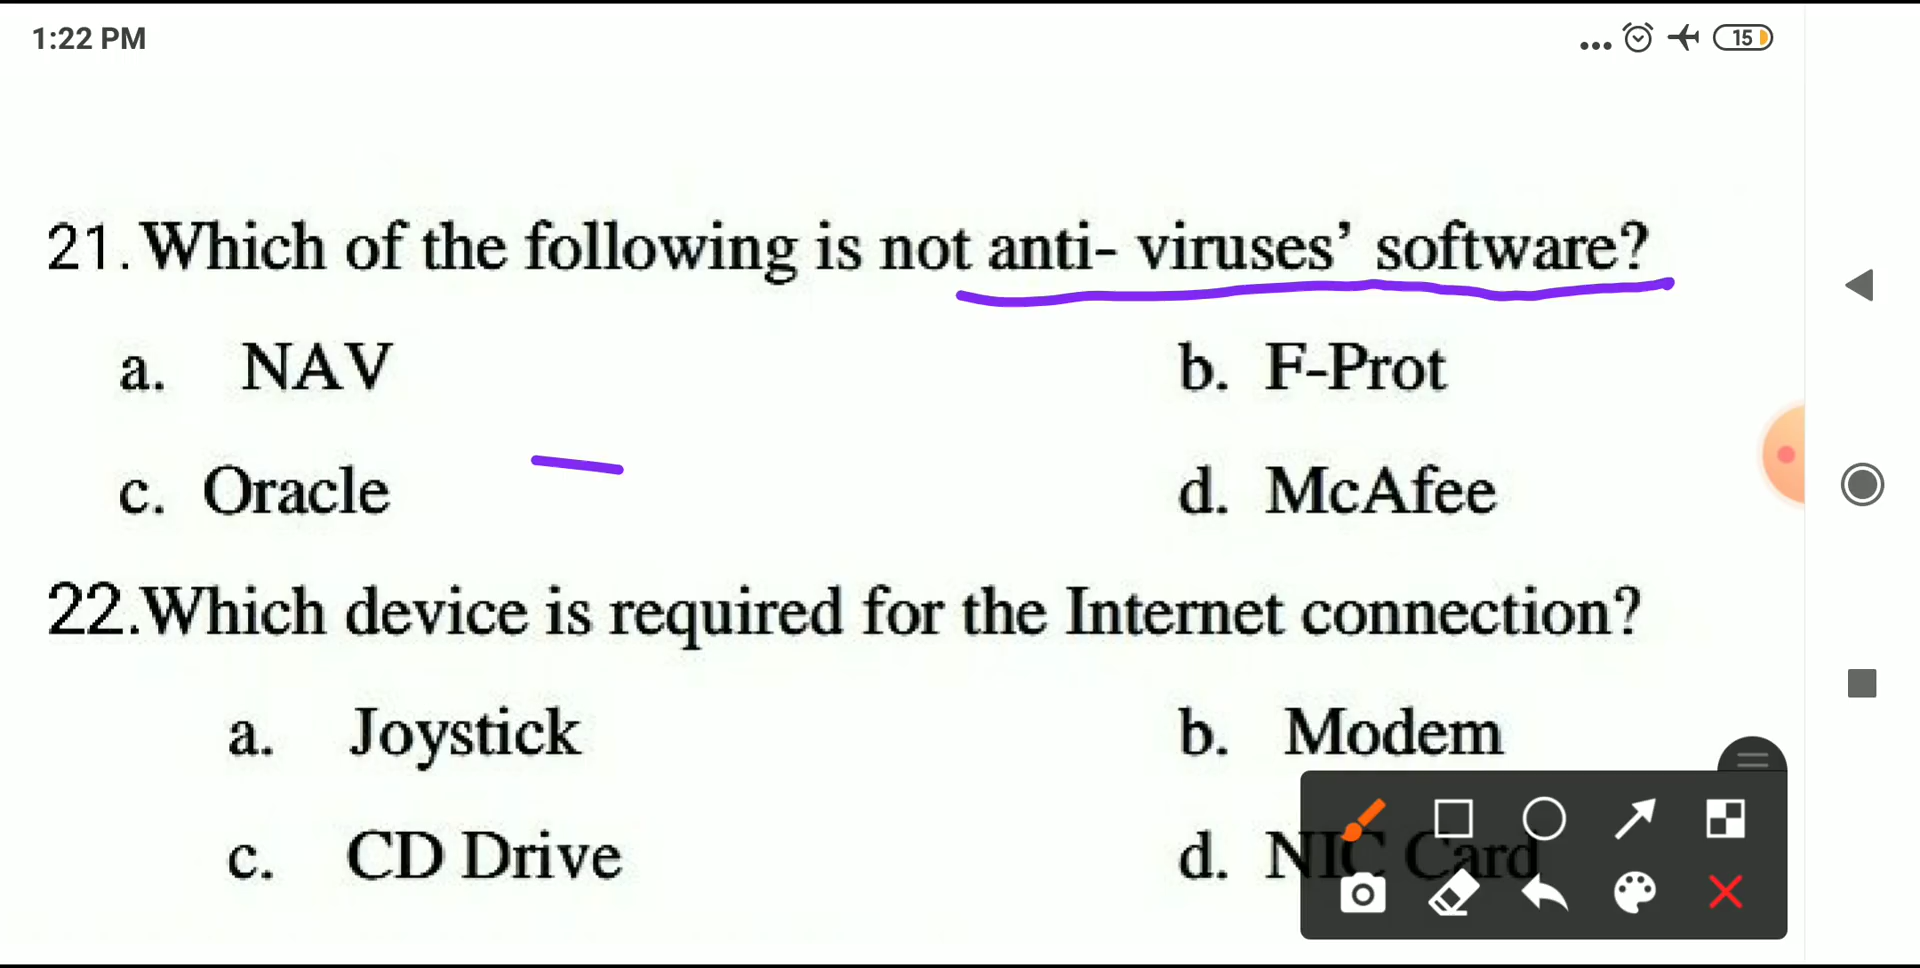 1:22 PM
15
21. Which of the following is not anti- viruses’ software?
a. NAV
b. F-Prot
c. Oracle
d. McAfee
22.Which device is required for the Internet connection?
a. Joystick
b. Modem
c. CD Drive
d. NIC Card